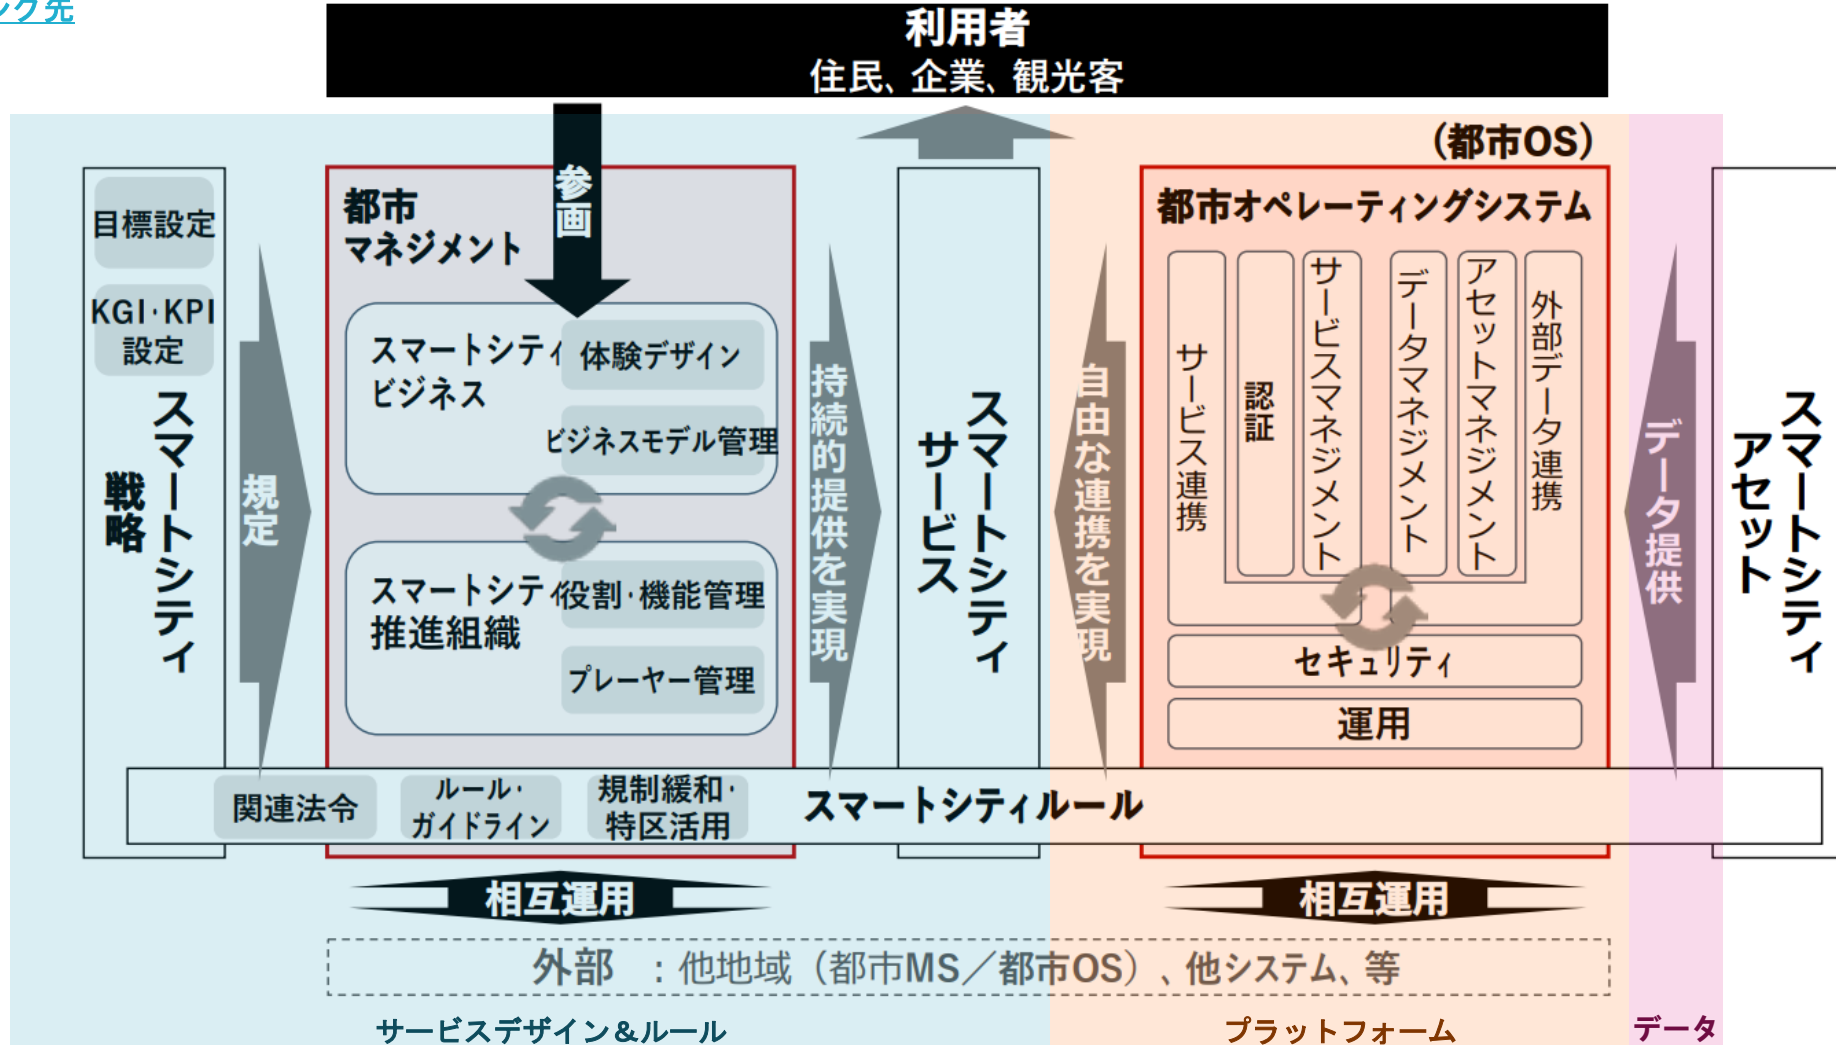 ング先
利用者
住民、企業、観光客
(都市OS)
目標設定
KGI·KPI
設定
スマートシティ
戦略
規定
都市
マネジメント
参画
スマートシティ
ビジネス
体験デザイン
ビジネスモデル管理
スマートシティ
推進組織
役割·機能管理
プレーヤー管理
持続的提供を実現
スマートシティ
サービス
自由な連携を実現
都市オペレーティングシステム
サービス連携
認証
サービスマネジメント
データマネジメント
アセットマネジメント
外部データ連携
セキュリティ
運用
データ提供
スマートシティ
アセット
関連法令
ルール·
ガイドライン
規制緩和·
特区活用
スマートシティルール
相互運用
相互運用
外部 :他地域(都市MS/都市OS)、他システム、等
サービスデザイン&ルール
プラットフォーム
データ